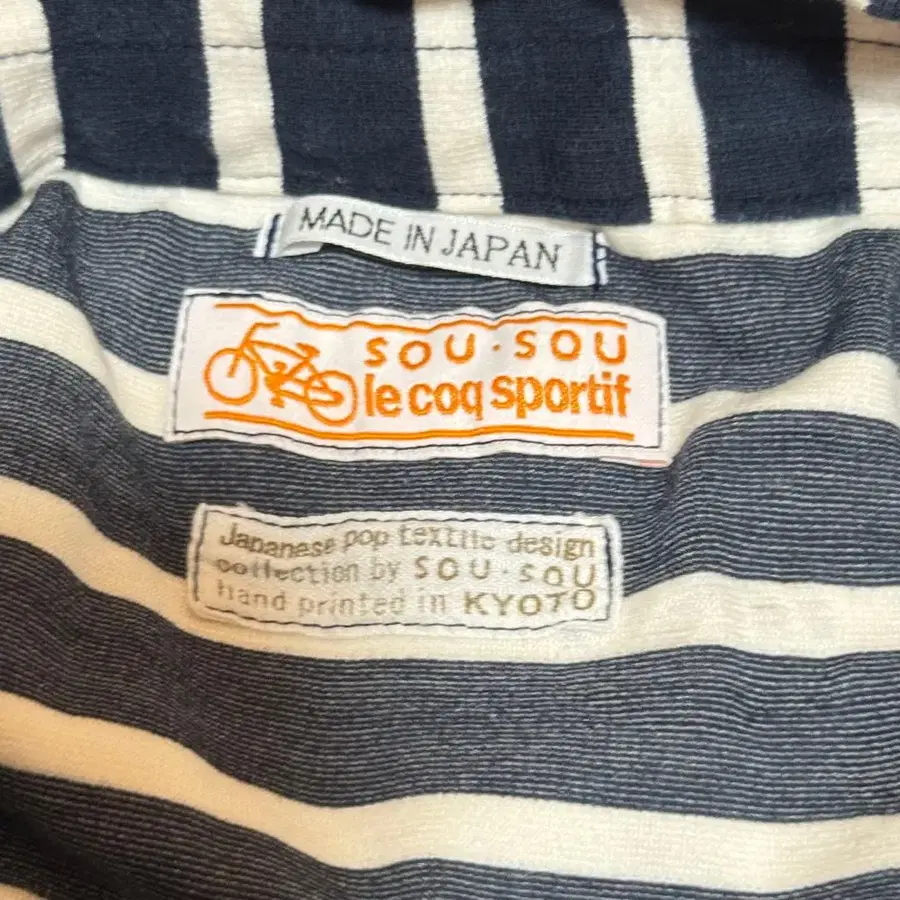 MADE IN JAPAN
SOU・SOU
le coq sportif
Japanese pop textile design
collection by SOU・SOU
hand printed in KYOTO